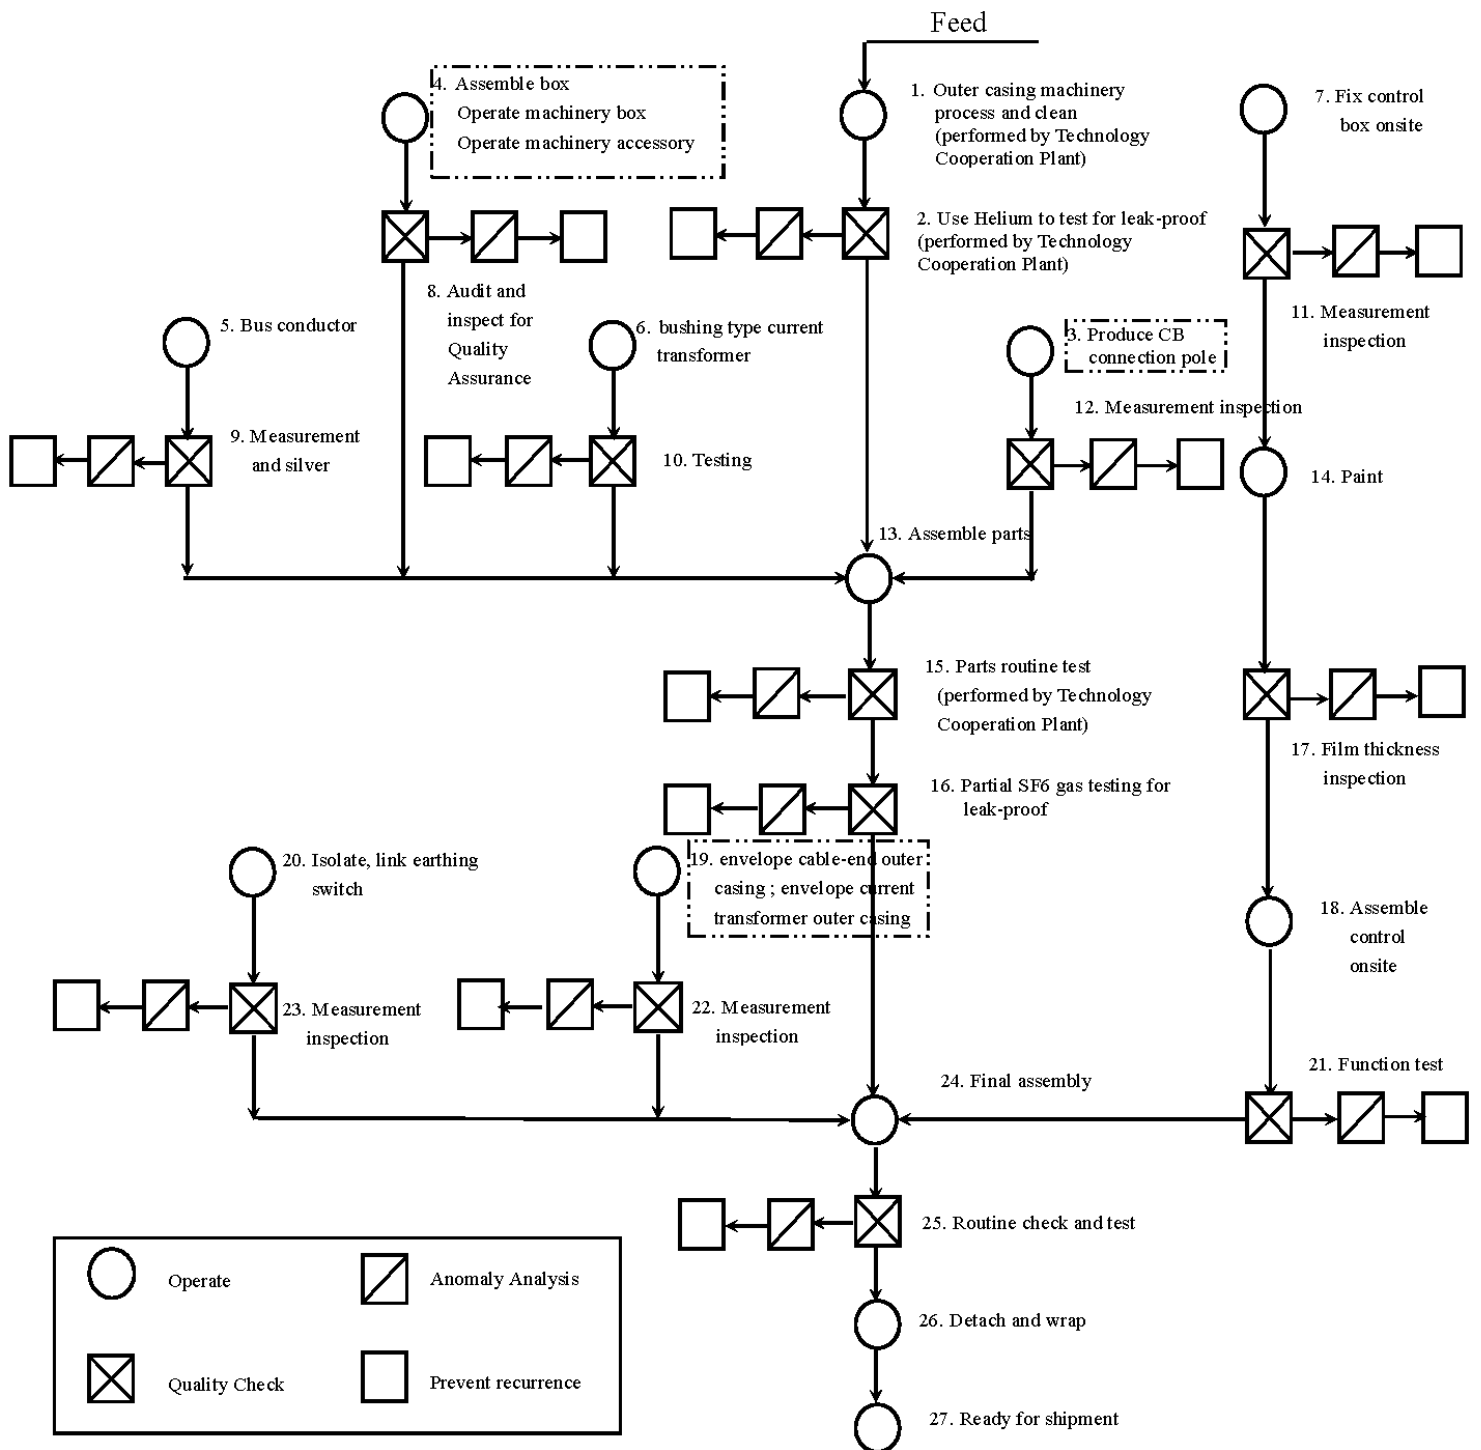 Feed
4. Assemble box
Operate machinery box
Operate machinery accessory
1. Outer casing machinery
process and clean
(performed by Technology
Cooperation Plant)
7. Fix control
box onsite
2. Use Helium to test for leak-proof
(performed by Technology
Cooperation Plant)
8. Audit and
inspect for
Quality
Assurance
11. Measurement
inspection
5. Bus conductor
6. bushing type current
transformer
3. Produce CB
connection pole
12. Measurement inspection
9. Measurement
and silver
10. Testing
14. Paint
13. Assemble parts
15. Parts routine test
(performed by Technology
Cooperation Plant)
17. Film thickness
inspection
16. Partial SF6 gas testing for
leak-proof
20. Isolate, link earthing
switch
19. envelope cable-end outer
casing ; envelope current
transformer outer casing
18. Assemble
control
onsite
23. Measurement
inspection
22. Measurement
inspection
21. Function test
24. Final assembly
25. Routine check and test
26. Detach and wrap
27. Ready for shipment
Operate
Anomaly Analysis
Quality Check
Prevent recurrence